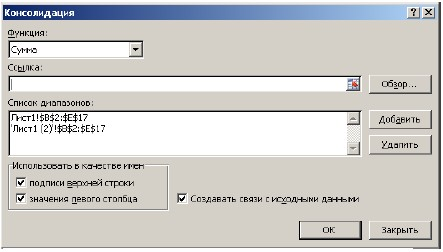 Консолидация
Функция:
Сумма
Ссылка:
Обзор...
Список диапазонов:
Лист1!$B$2:$E$17
'Лист1 (2)'!$B$2:$E$17
Добавить
Удалить
Использовать в качестве имен
подписи верхней строки
значения левого столбца
Создавать связи с исходными данными
ОК
Закрыть